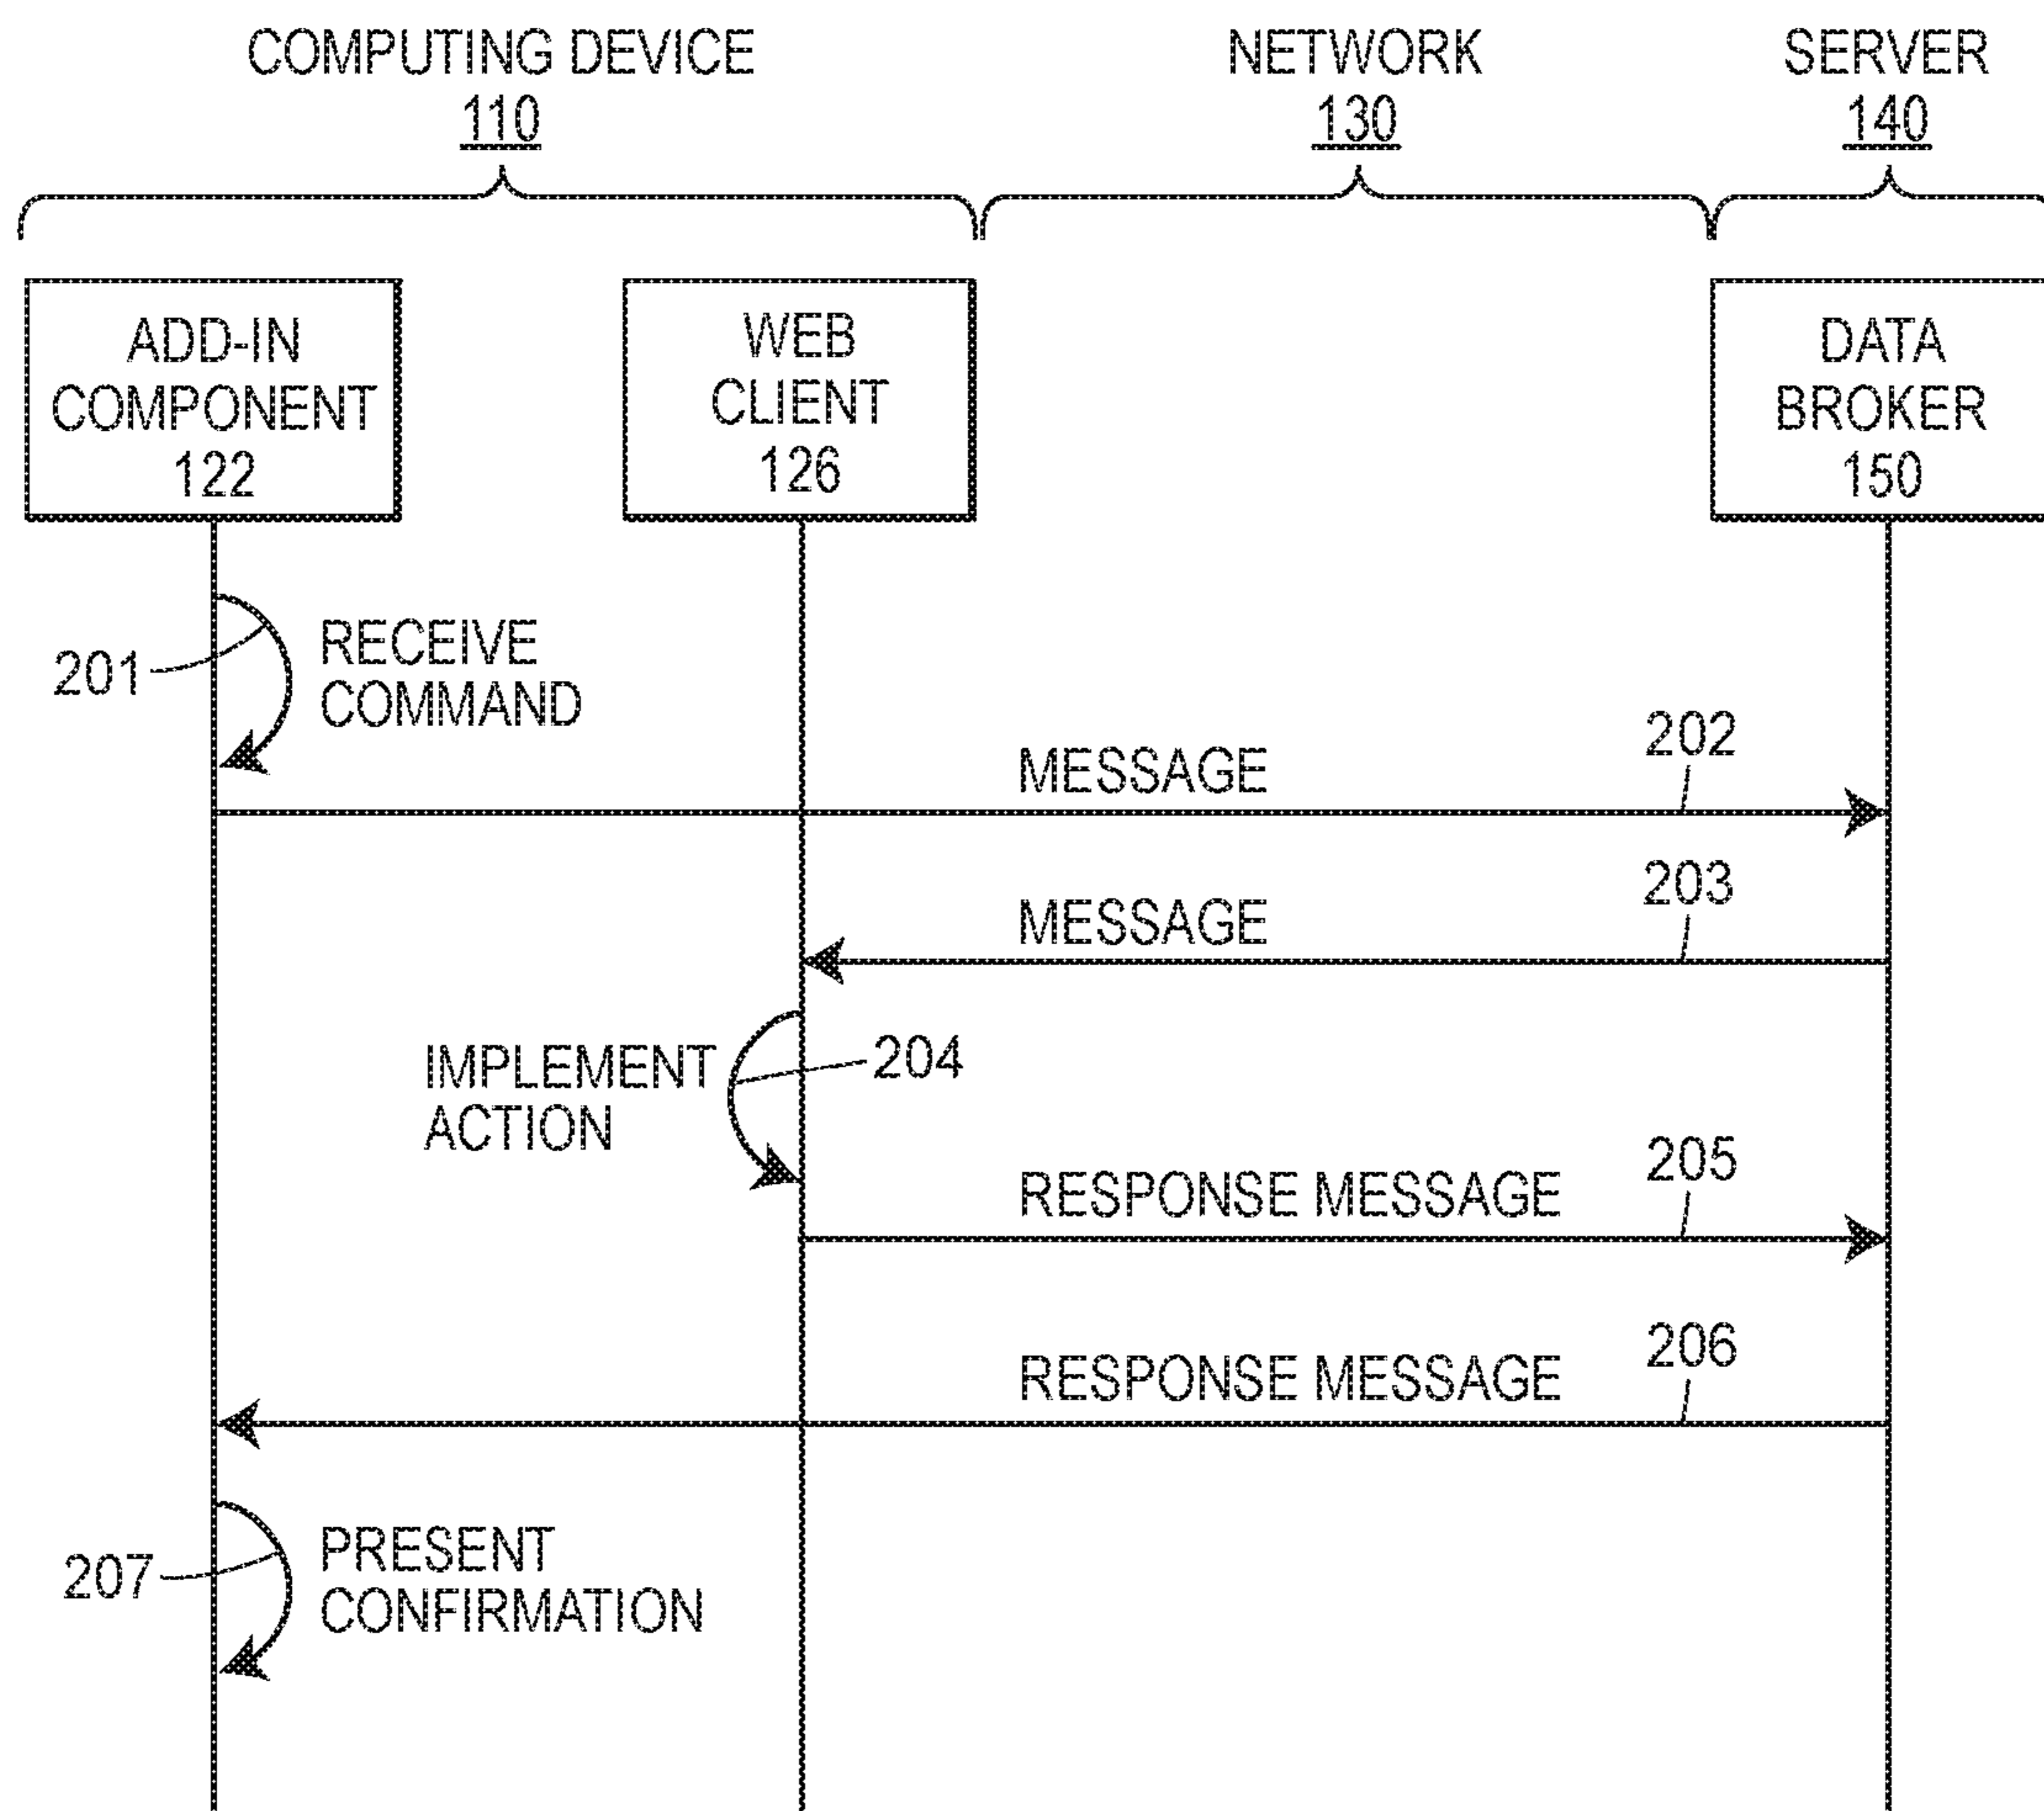 COMPUTING DEVICE
110
NETWORK
130
SERVER
140
ADD-IN
COMPONENT
122
WEB
CLIENT
126
DATA
BROKER
150
201
RECEIVE
COMMAND
MESSAGE
202
MESSAGE
203
IMPLEMENT
ACTION
204
RESPONSE MESSAGE
205
RESPONSE MESSAGE
206
207
PRESENT
CONFIRMATION